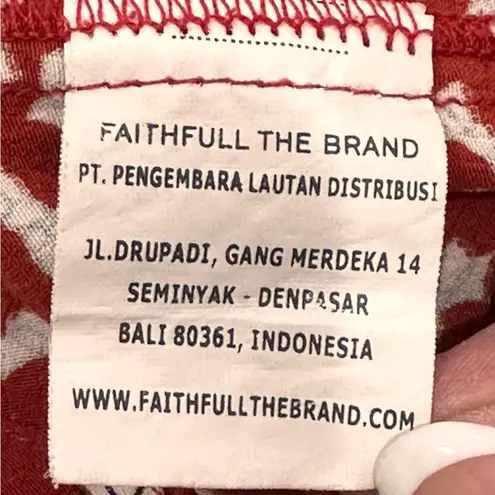 FAITHFULL THE BRAND
PT. PENGEMBARA LAUTAN DISTRIBUSI
JL.DRUPADI, GANG MERDEKA 14
SEMINYAK - DENPASAR
BALI 80361, INDONESIA
WWW.FAITHFULLTHEBRAND.COM